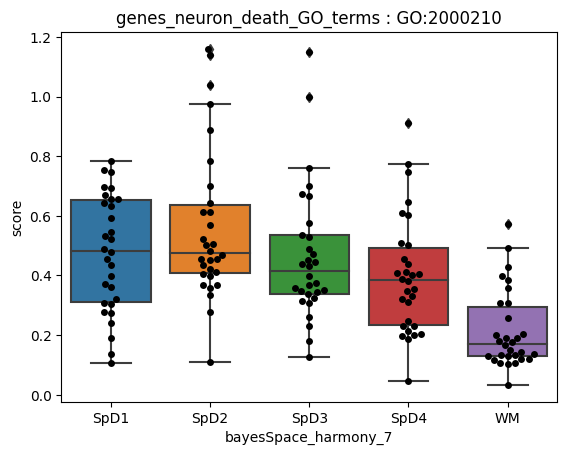 genes_neuron_death_GO_terms : GO:2000210
1.2
1.0
0.8
0.6
0.4
0.2
0.0
score
SpD1 SpD2 SpD3 SpD4 WM
bayesSpace_harmony_7